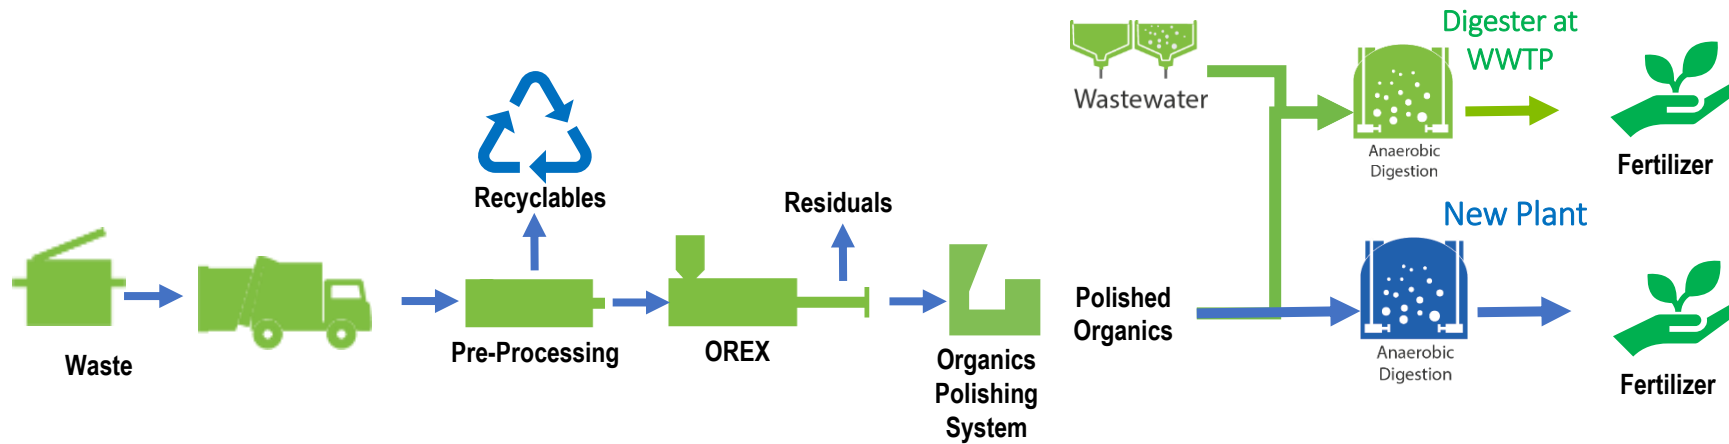 Waste
Recyclables
Pre-Processing
Residuals
OREX
Organics
Polishing
System
Wastewater
Polished
Organics
Digester at
WWTP
Anaerobic
Digestion
Fertilizer
New Plant
Anaerobic
Digestion
Fertilizer